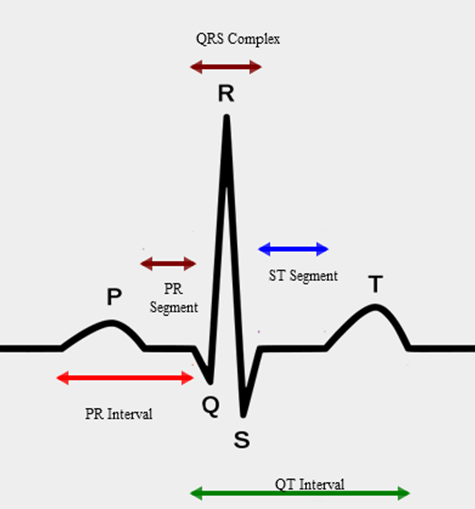 QRS Complex
R
PR
Segment
ST Segment
P
T
PR Interval
Q
S
QT Interval